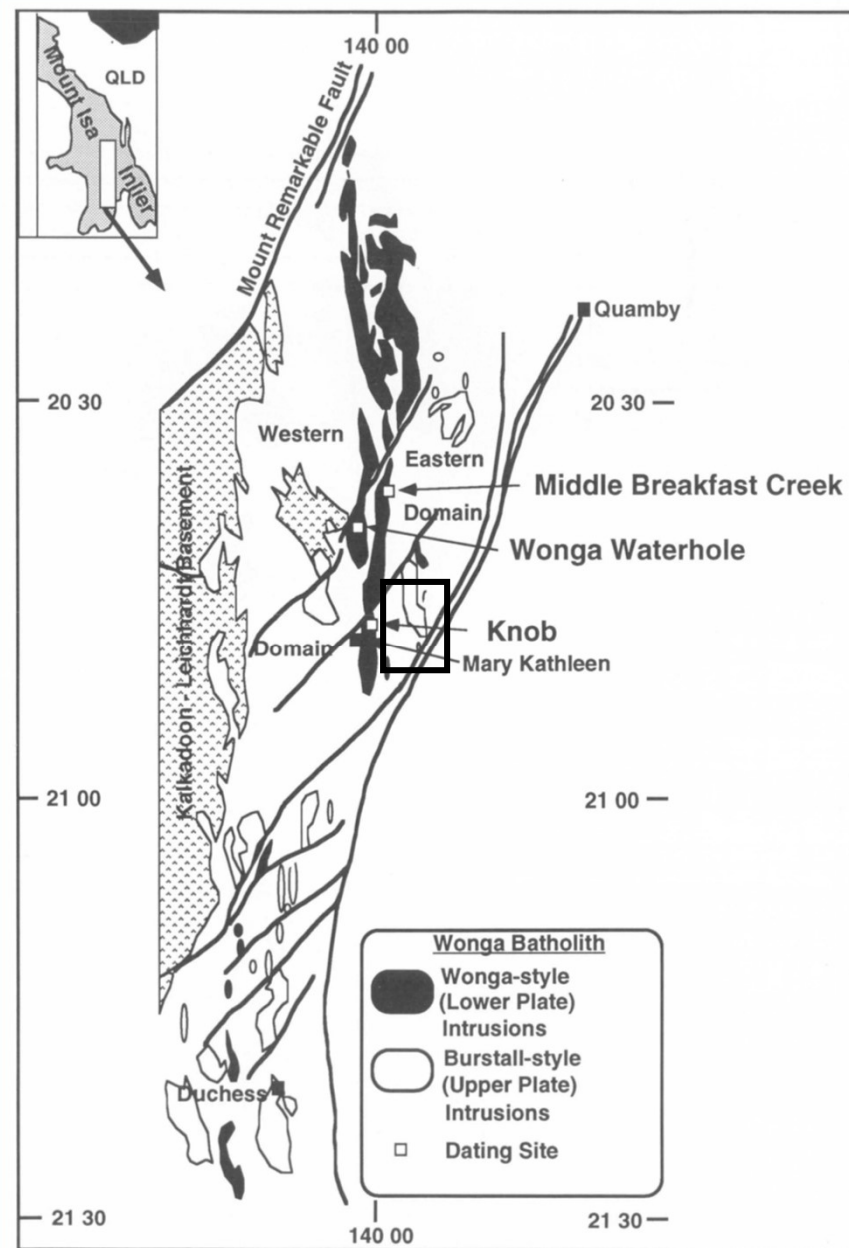 140 00
QLD
Mount Isa
Inlier
Mount Remarkable Fault
Quamby
20 30
20 30
Western
Eastern
Middle Breakfast Creek
Domain
Wonga Waterhole
Knob
Domain
Mary Kathleen
Kalkadoon - Leichhardt Basement
21 00
21 00
Wonga Batholith
Wonga-style
(Lower Plate)
Intrusions
Burstall-style
(Upper Plate)
Intrusions
Dating Site
Duchess
21 30
21 30
140 00